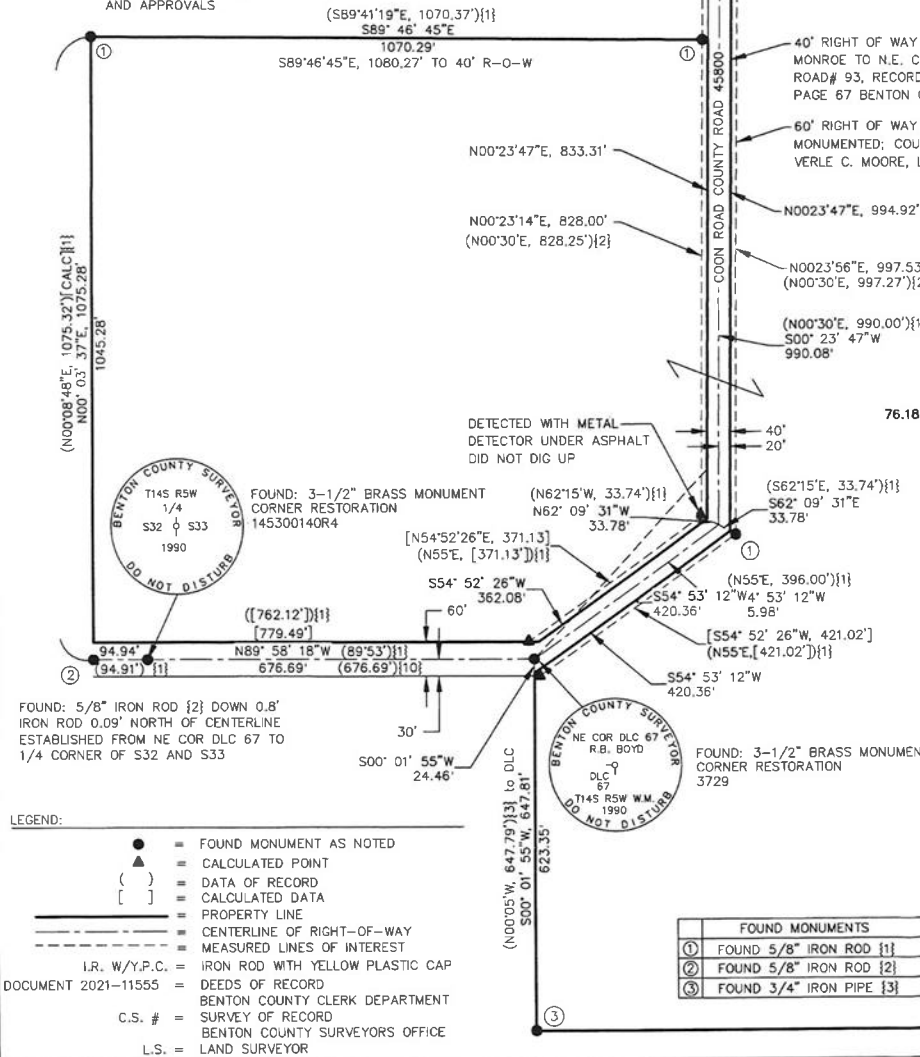 AND APPROVALS
(S89°41'19"E, 1070.37'){1}
S89° 46' 45"E
1070.29'
S89°46'45"E, 1080.27' TO 40' R-O-W
①
①
40' RIGHT OF WAY
MONROE TO N.E. C
ROAD# 93, RECORD
PAGE 67 BENTON
60' RIGHT OF WAY
MONUMENTED; COU
VERLE C. MOORE, L
COON ROAD COUNTY ROAD 45800
N00°23'47"E, 833.31'
N00°23'14"E, 828.00'
(N00°30'E, 828.25'){2}
N0023'47"E, 994.92'
N0023'56"E, 997.53
(N00°30'E, 997.27'){2
(N00°30'E, 990.00'){1
S00° 23' 47"W
990.08'
(N00°08'48"E, 1075.32')[CALC]{1}
N00° 03' 37"E, 1075.28'
1045.28'
76.18
40'
20'
DETECTED WITH METAL
DETECTOR UNDER ASPHALT
DID NOT DIG UP
BENTON COUNTY SURVEYOR
T14S R5W
1/4
S32 S33
1990
DO NOT DISTURB
FOUND: 3-1/2" BRASS MONUMENT
CORNER RESTORATION
145300140R4
(N62°15'W, 33.74'){1}
N62° 09' 31"W
33.78'
(S62°15'E, 33.74'){1}
S62° 09' 31"E
33.78'
①
[N54°52'26"E, 371.13]
(N55°E, [371.13']){1}
S54° 52' 26"W
362.08'
(N55°E, 396.00'){1}
S54° 53' 12"W4° 53' 12"W
420.36' 5.98'
[S54° 52' 26"W, 421.02']
(N55°E,[421.02']){1}
S54° 53' 12"W
420.36'
([762.12']){1}
[779.49']
60'
94.94' N89° 58' 18"W (89°53'){1}
(94.91') {1} 676.69' (676.69'){10}
②
30'
FOUND: 5/8" IRON ROD {2} DOWN 0.8'
IRON ROD 0.09' NORTH OF CENTERLINE
ESTABLISHED FROM NE COR DLC 67 TO
1/4 CORNER OF S32 AND S33
S00° 01' 55"W
24.46'
BENTON COUNTY SURVEYOR
NE COR DLC 67
R.B. BOYD
DLC
67
T14S R5W W.M.
1990
DO NOT DISTURB
FOUND: 3-1/2" BRASS MONUMEN
CORNER RESTORATION
3729
(N00°05'W, 647.79'){3} to DLC
S00° 01' 55"W, 647.81'
623.35'
③
LEGEND:
● = FOUND MONUMENT AS NOTED
▲ = CALCULATED POINT
( ) = DATA OF RECORD
[ ] = CALCULATED DATA
= PROPERTY LINE
= CENTERLINE OF RIGHT-OF-WAY
= MEASURED LINES OF INTEREST
I.R. W/Y.P.C. = IRON ROD WITH YELLOW PLASTIC CAP
DOCUMENT 2021-11555 = DEEDS OF RECORD
BENTON COUNTY CLERK DEPARTMENT
C.S. # = SURVEY OF RECORD
BENTON COUNTY SURVEYORS OFFICE
L.S. = LAND SURVEYOR
FOUND MONUMENTS
① FOUND 5/8" IRON ROD {1}
② FOUND 5/8" IRON ROD {2}
③ FOUND 3/4" IRON PIPE {3}